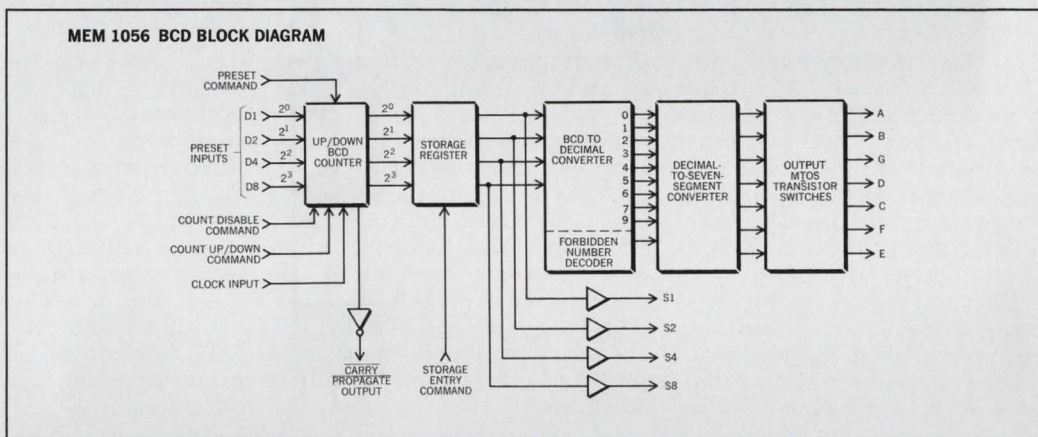 MEM 1056 BCD BLOCK DIAGRAM
PRESET
COMMAND
PRESET
INPUTS
D1
D2
D4
D8
2⁰
2¹
2²
2³
UP/DOWN
BCD
COUNTER
2⁰
2¹
2²
2³
STORAGE
REGISTER
BCD TO
DECIMAL
CONVERTER
0
1
2
3
4
5
6
7
9
FORBIDDEN
NUMBER
DECODER
DECIMAL-
TO-SEVEN-
SEGMENT
CONVERTER
OUTPUT
MTOS
TRANSISTOR
SWITCHES
A
B
G
D
C
F
E
COUNT DISABLE
COMMAND
COUNT UP/DOWN
COMMAND
CLOCK INPUT
CARRY
PROPAGATE
OUTPUT
STORAGE
ENTRY
COMMAND
S1
S2
S4
S8